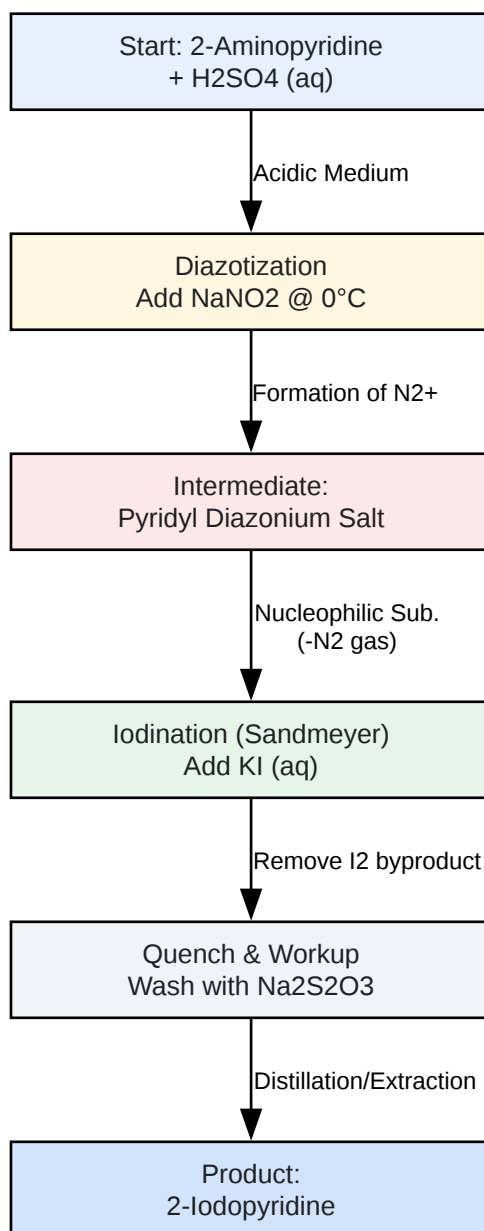 Start: 2-Aminopyridine
+ H2SO4 (aq)
Acidic Medium
Diazotization
Add NaNO2 @ 0°C
Formation of N2+
Intermediate:
Pyridyl Diazonium Salt
Nucleophilic Sub.
(-N2 gas)
Iodination (Sandmeyer)
Add KI (aq)
Remove I2 byproduct
Quench & Workup
Wash with Na2S2O3
Distillation/Extraction
Product:
2-Iodopyridine